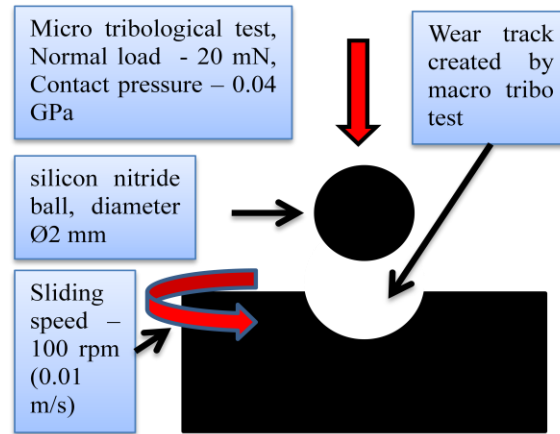 Micro tribological test,
Normal load - 20 mN,
Contact pressure – 0.04
GPa
Wear track
created by
macro tribo
test
silicon nitride
ball, diameter
Ø2 mm
Sliding
speed –
100 rpm
(0.01
m/s)